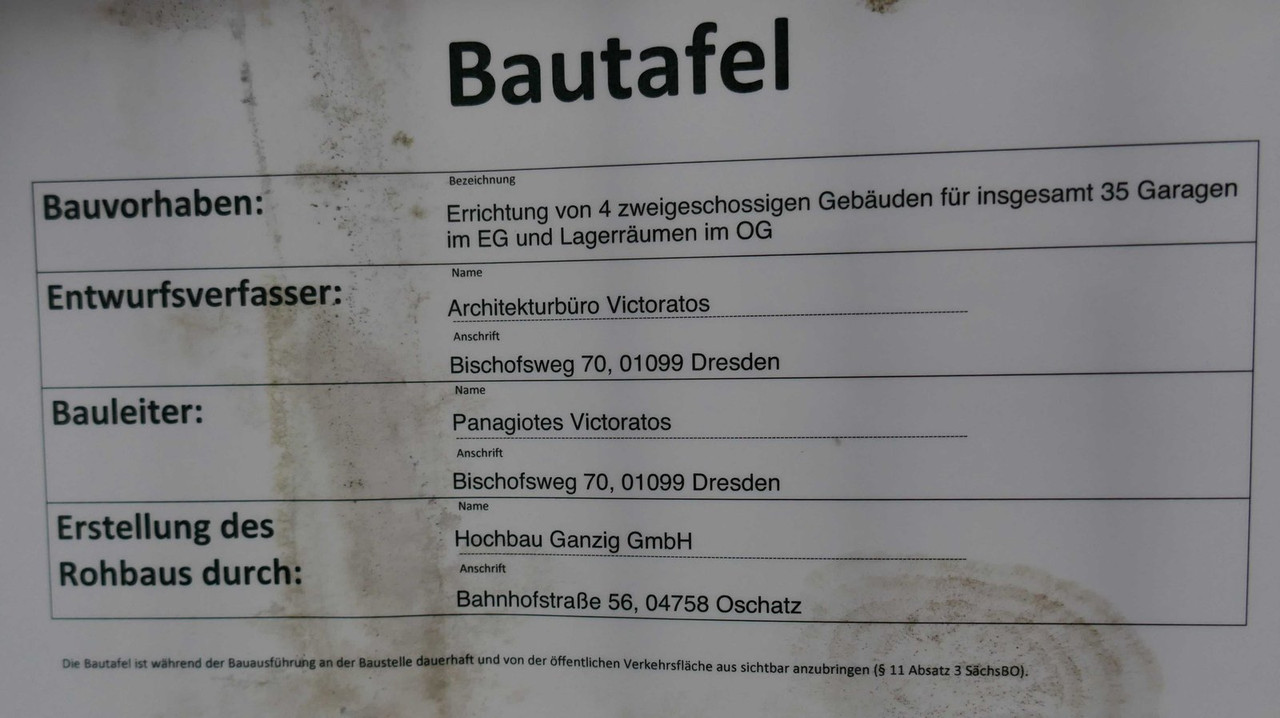 Bautafel
Bauvorhaben:
Bezeichnung
Errichtung von 4 zweigeschossigen Gebäuden für insgesamt 35 Garagen
im EG und Lagerräumen im OG
Entwurfsverfasser:
Name
Architekturbüro Victoratos
Anschrift
Bischofsweg 70, 01099 Dresden
Bauleiter:
Name
Panagiotes Victoratos
Anschrift
Bischofsweg 70, 01099 Dresden
Erstellung des
Rohbaus durch:
Name
Hochbau Ganzig GmbH
Anschrift
Bahnhofstraße 56, 04758 Oschatz
Die Bautafel ist während der Bauausführung an der Baustelle dauerhaft und von der öffentlichen Verkehrsfläche aus sichtbar anzubringen (§ 11 Absatz 3 SächsBO).